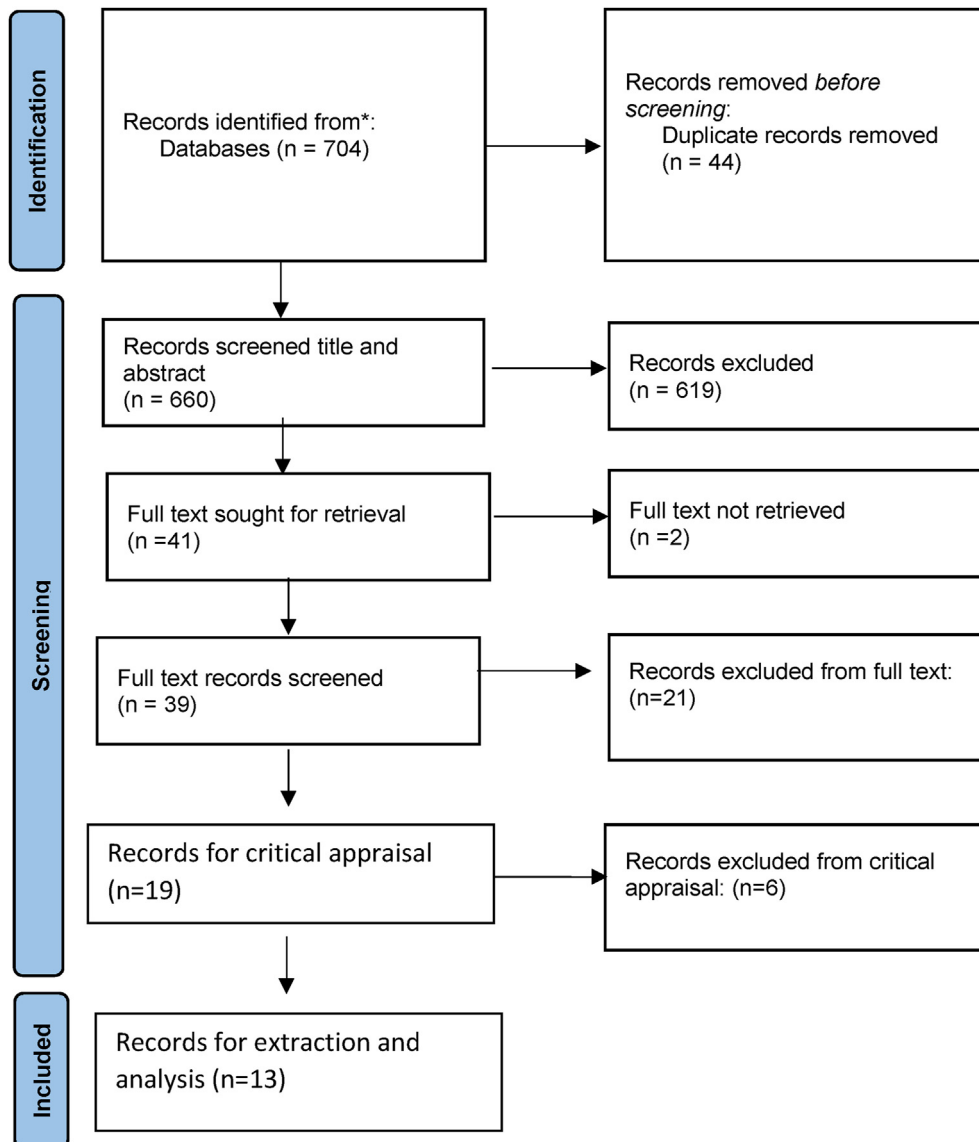 Identification
Records identified from*:
Databases (n = 704)
Records removed before
screening:
Duplicate records removed
(n = 44)
Screening
Records screened title and
abstract
(n = 660)
Records excluded
(n = 619)
Full text sought for retrieval
(n =41)
Full text not retrieved
(n =2)
Full text records screened
(n = 39)
Records excluded from full text:
(n=21)
Records for critical appraisal
(n=19)
Records excluded from critical
appraisal: (n=6)
Included
Records for extraction and
analysis (n=13)